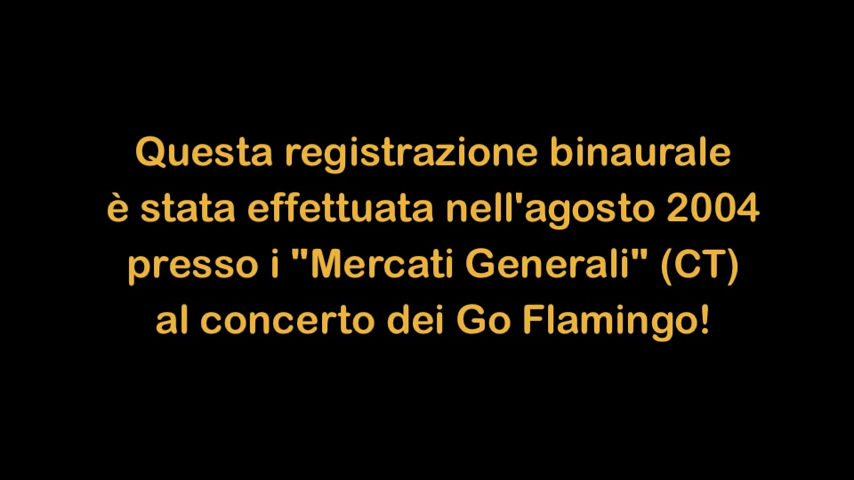 Questa registrazione binaurale
è stata effettuata nell'agosto 2004
presso i "Mercati Generali" (CT)
al concerto dei Go Flamingo!